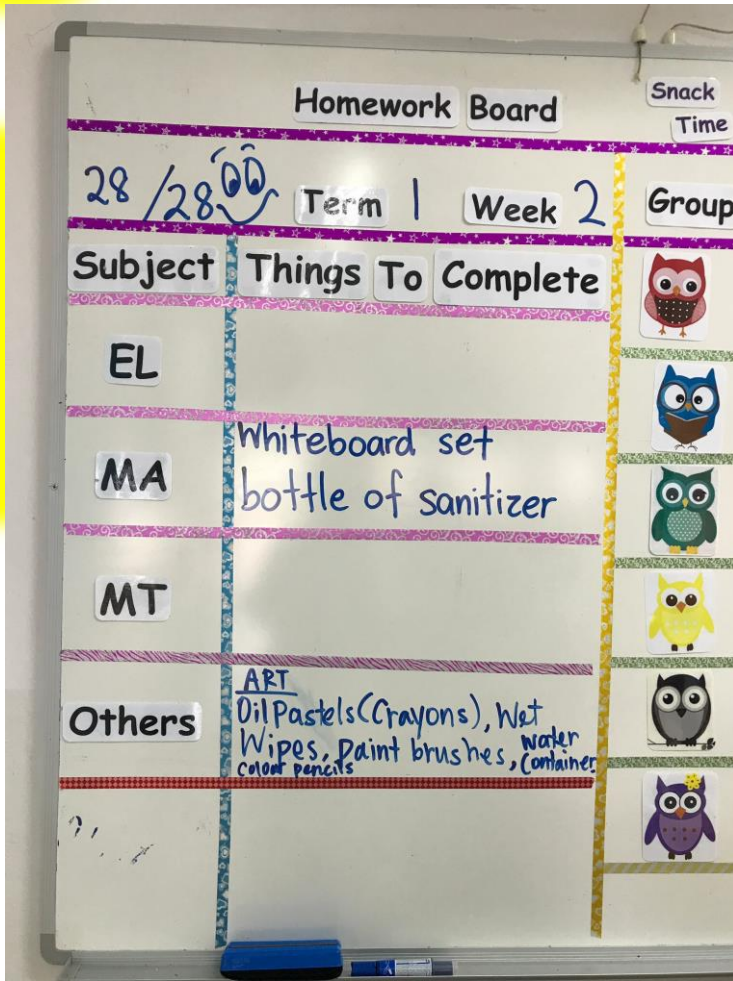 Homework Board
Snack
Time
28/28 Term 1 Week 2
Group
Subject Things To Complete
EL
MA
Whiteboard set
bottle of sanitizer
MT
Others
ART
Oil Pastels (Crayons), Wet
Wipes, paint brushes, water container
colour pencils